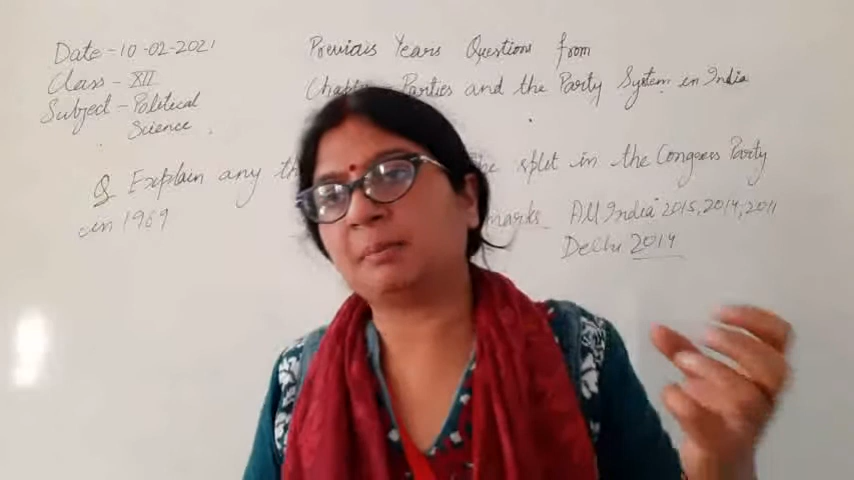 Date - 10-02-2021
Class - XII
Subject - Political
Science
Previous Years Questions from
Parties and the Party System in India
Q Explain any split in the Congress Party
in 1969
marks All India 2015, 2014, 2011
Delhi 2014